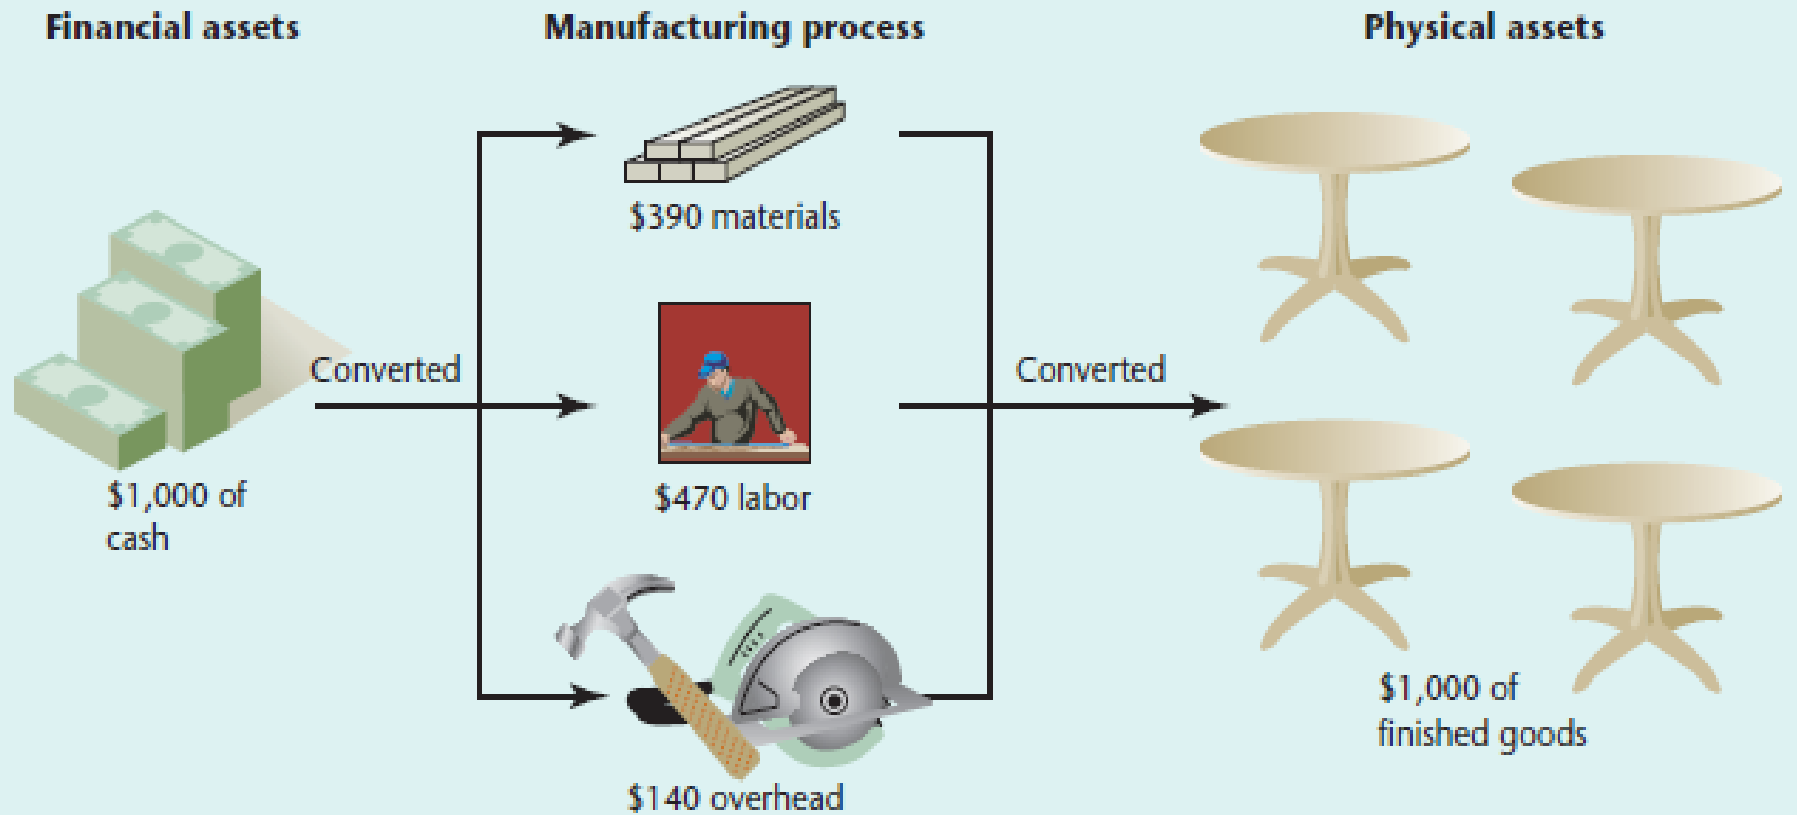 Financial assets
Manufacturing process
Physical assets
$390 materials
Converted
Converted
$1,000 of
cash
$470 labor
$1,000 of
finished goods
$140 overhead